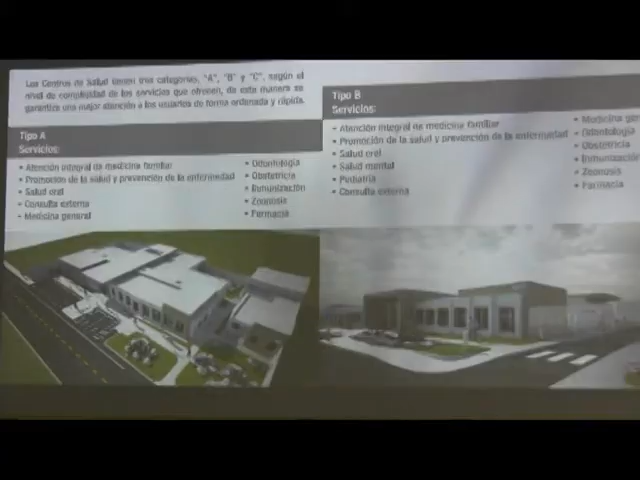 Los Centros de Salud tienen tres categorías, "A", "B" y "C", según el
nivel de complejidad de los servicios que ofrecen, de esta manera se
garantiza una mejor atención a los usuarios de forma ordenada y rápida.
Tipo A
Servicios:
• Atención integral de medicina familiar
• Promoción de la salud y prevención de la enfermedad
• Salud oral
• Consulta externa
• Medicina general
• Odontología
• Obstetricia
• Inmunización
• Zoonosis
• Farmacia
Tipo B
Servicios:
• Atención integral de medicina familiar
• Promoción de la salud y prevención de la enfermedad
• Salud oral
• Salud mental
• Pediatría
• Consulta externa
• Medicina gen
• Odontología
• Obstetricia
• Inmunización
• Zoonosis
• Farmacia